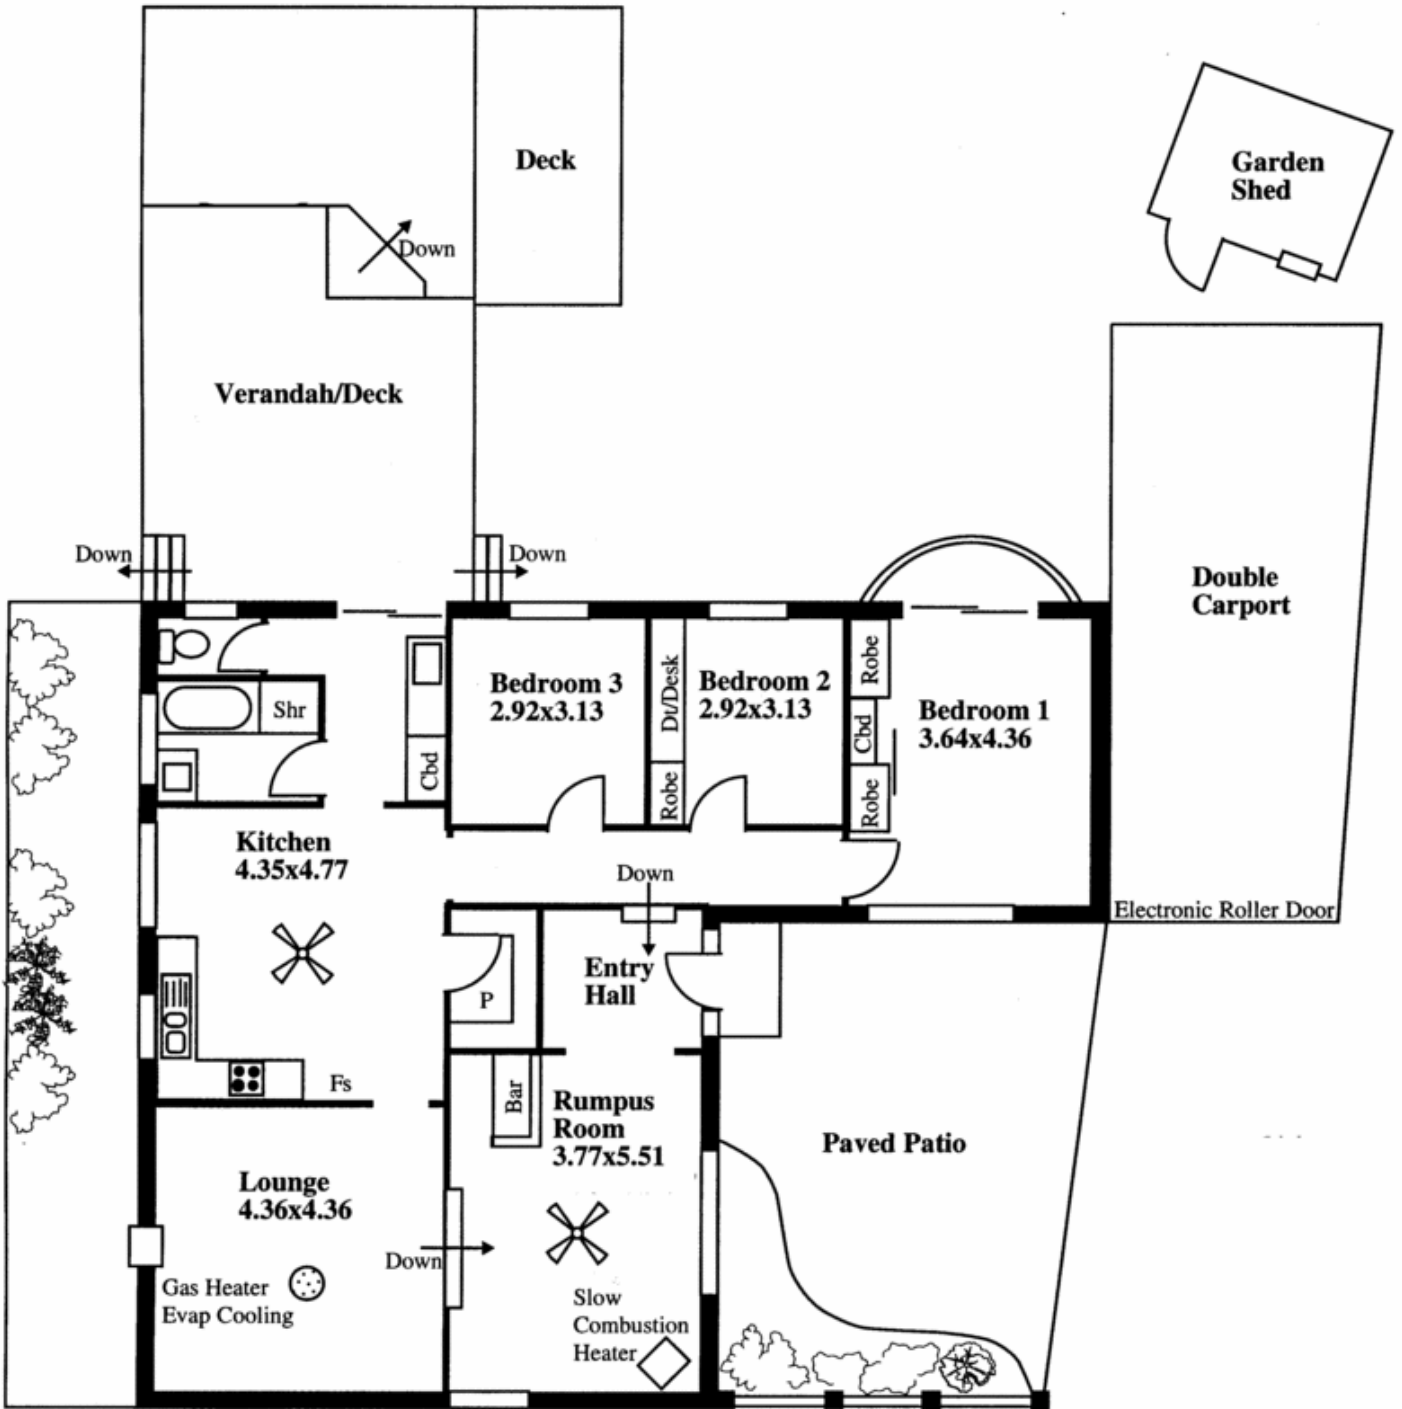 Deck
Garden
Shed
Down
Verandah/Deck
Down
Down
Double
Carport
Shr
Cbd
Bedroom 3
2.92x3.13
Dt/Desk
Robe
Bedroom 2
2.92x3.13
Robe
Cbd
Robe
Bedroom 1
3.64x4.36
Kitchen
4.35x4.77
Down
Electronic Roller Door
Entry
Hall
P
Fs
Bar
Rumpus
Room
3.77x5.51
Paved Patio
Lounge
4.36x4.36
Down
Gas Heater
Evap Cooling
Slow
Combustion
Heater